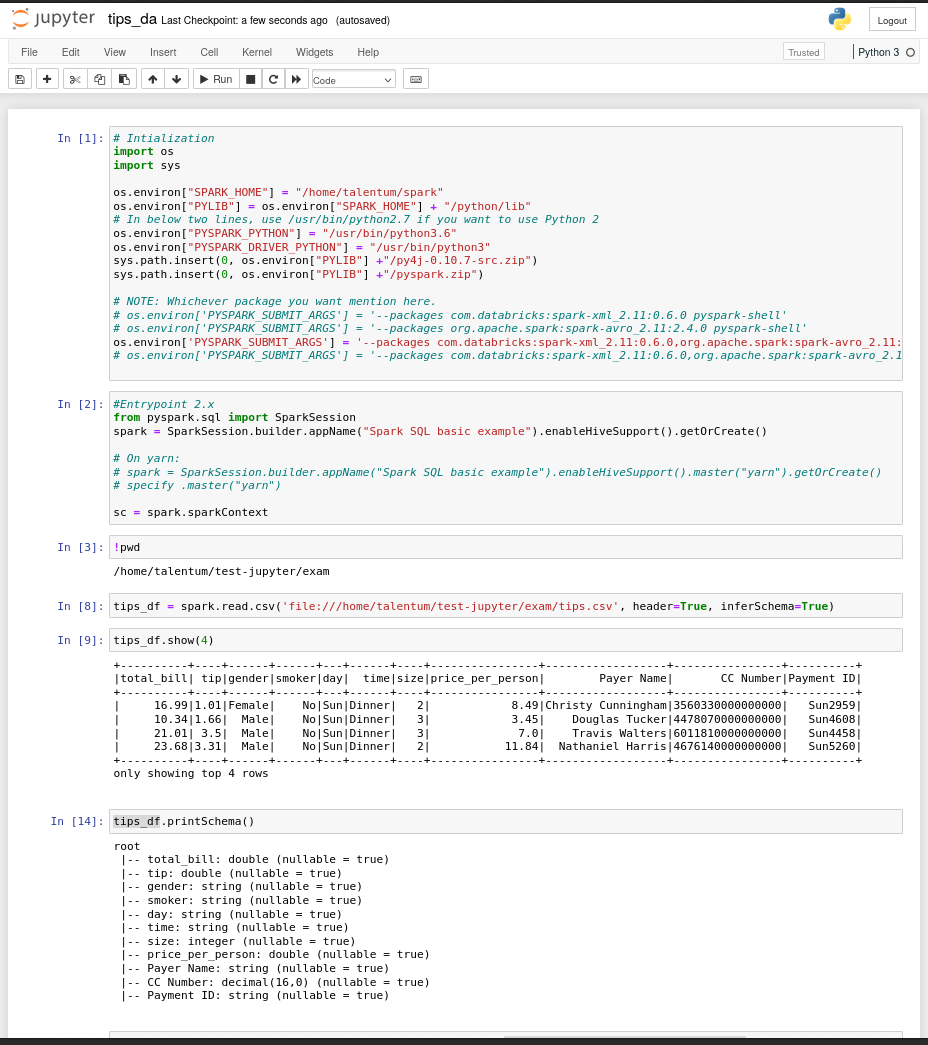 jupyter tips_da Last Checkpoint: a few seconds ago (autosaved) Logout
File Edit View Insert Cell Kernel Widgets Help Trusted Python 3
Run Code
In [1]: # Intialization
import os
import sys
os.environ["SPARK_HOME"] = "/home/talentum/spark"
os.environ["PYLIB"] = os.environ["SPARK_HOME"] + "/python/lib"
# In below two lines, use /usr/bin/python2.7 if you want to use Python 2
os.environ["PYSPARK_PYTHON"] = "/usr/bin/python3.6"
os.environ["PYSPARK_DRIVER_PYTHON"] = "/usr/bin/python3"
sys.path.insert(0, os.environ["PYLIB"] +"/py4j-0.10.7-src.zip")
sys.path.insert(0, os.environ["PYLIB"] +"/pyspark.zip")
# NOTE: Whichever package you want mention here.
# os.environ['PYSPARK_SUBMIT_ARGS'] = '--packages com.databricks:spark-xml_2.11:0.6.0 pyspark-shell'
# os.environ['PYSPARK_SUBMIT_ARGS'] = '--packages org.apache.spark:spark-avro_2.11:2.4.0 pyspark-shell'
os.environ['PYSPARK_SUBMIT_ARGS'] = '--packages com.databricks:spark-xml_2.11:0.6.0,org.apache.spark:spark-avro_2.11:
# os.environ['PYSPARK_SUBMIT_ARGS'] = '--packages com.databricks:spark-xml_2.11:0.6.0,org.apache.spark:spark-avro_2.1
In [2]: #Entrypoint 2.x
from pyspark.sql import SparkSession
spark = SparkSession.builder.appName("Spark SQL basic example").enableHiveSupport().getOrCreate()
# On yarn:
# spark = SparkSession.builder.appName("Spark SQL basic example").enableHiveSupport().master("yarn").getOrCreate()
# specify .master("yarn")
sc = spark.sparkContext
In [3]: !pwd
/home/talentum/test-jupyter/exam
In [8]: tips_df = spark.read.csv('file:///home/talentum/test-jupyter/exam/tips.csv', header=True, inferSchema=True)
In [9]: tips_df.show(4)
+----------+----+------+------+---+------+----+----------------+------------------+----------------+----------+
|total_bill| tip|gender|smoker|day|  time|size|price_per_person|        Payer Name|       CC Number|Payment ID|
+----------+----+------+------+---+------+----+----------------+------------------+----------------+----------+
|     16.99|1.01|Female|    No|Sun|Dinner|   2|            8.49|Christy Cunningham|3560330000000000|   Sun2959|
|     10.34|1.66|  Male|    No|Sun|Dinner|   3|            3.45|    Douglas Tucker|4478070000000000|   Sun4608|
|     21.01| 3.5|  Male|    No|Sun|Dinner|   3|             7.0|    Travis Walters|6011810000000000|   Sun4458|
|     23.68|3.31|  Male|    No|Sun|Dinner|   2|           11.84|  Nathaniel Harris|4676140000000000|   Sun5260|
+----------+----+------+------+---+------+----+----------------+------------------+----------------+----------+
only showing top 4 rows
In [14]: tips_df.printSchema()
root
 |-- total_bill: double (nullable = true)
 |-- tip: double (nullable = true)
 |-- gender: string (nullable = true)
 |-- smoker: string (nullable = true)
 |-- day: string (nullable = true)
 |-- time: string (nullable = true)
 |-- size: integer (nullable = true)
 |-- price_per_person: double (nullable = true)
 |-- Payer Name: string (nullable = true)
 |-- CC Number: decimal(16,0) (nullable = true)
 |-- Payment ID: string (nullable = true)